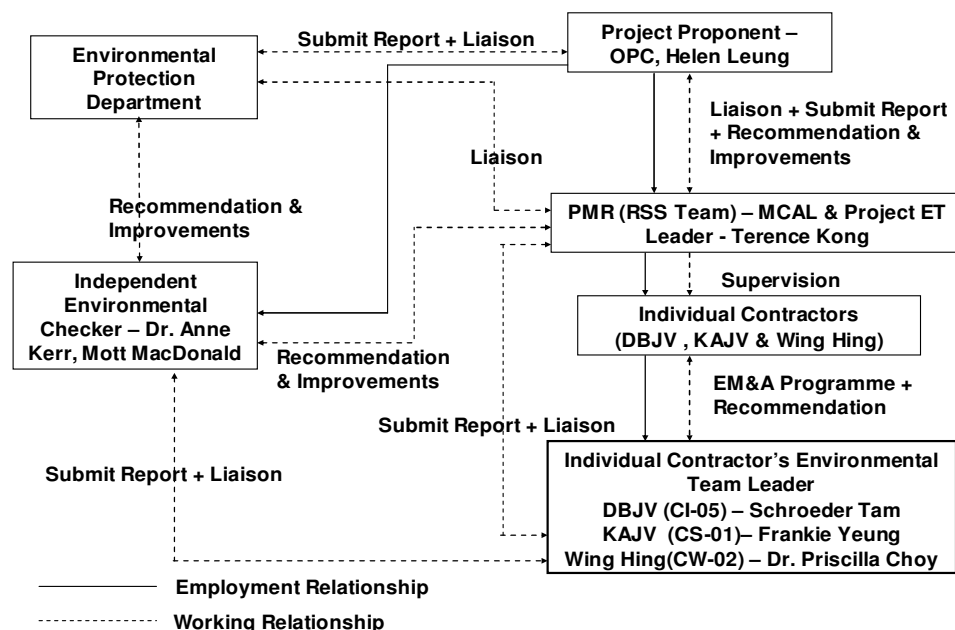 Submit Report + Liaison
Environmental
Protection
Department
Project Proponent –
OPC, Helen Leung
Liaison + Submit Report
+ Recommendation &
Improvements
Liaison
Recommendation &
Improvements
PMR (RSS Team) – MCAL & Project ET
Leader - Terence Kong
Independent
Environmental
Checker – Dr. Anne
Kerr, Mott MacDonald
Supervision
Individual Contractors
(DBJV , KAJV & Wing Hing)
Recommendation
& Improvements
EM&A Programme +
Recommendation
Submit Report + Liaison
Submit Report + Liaison
Individual Contractor’s Environmental
Team Leader
DBJV (CI-05) – Schroeder Tam
KAJV (CS-01)– Frankie Yeung
Wing Hing(CW-02) – Dr. Priscilla Choy
Employment Relationship
Working Relationship